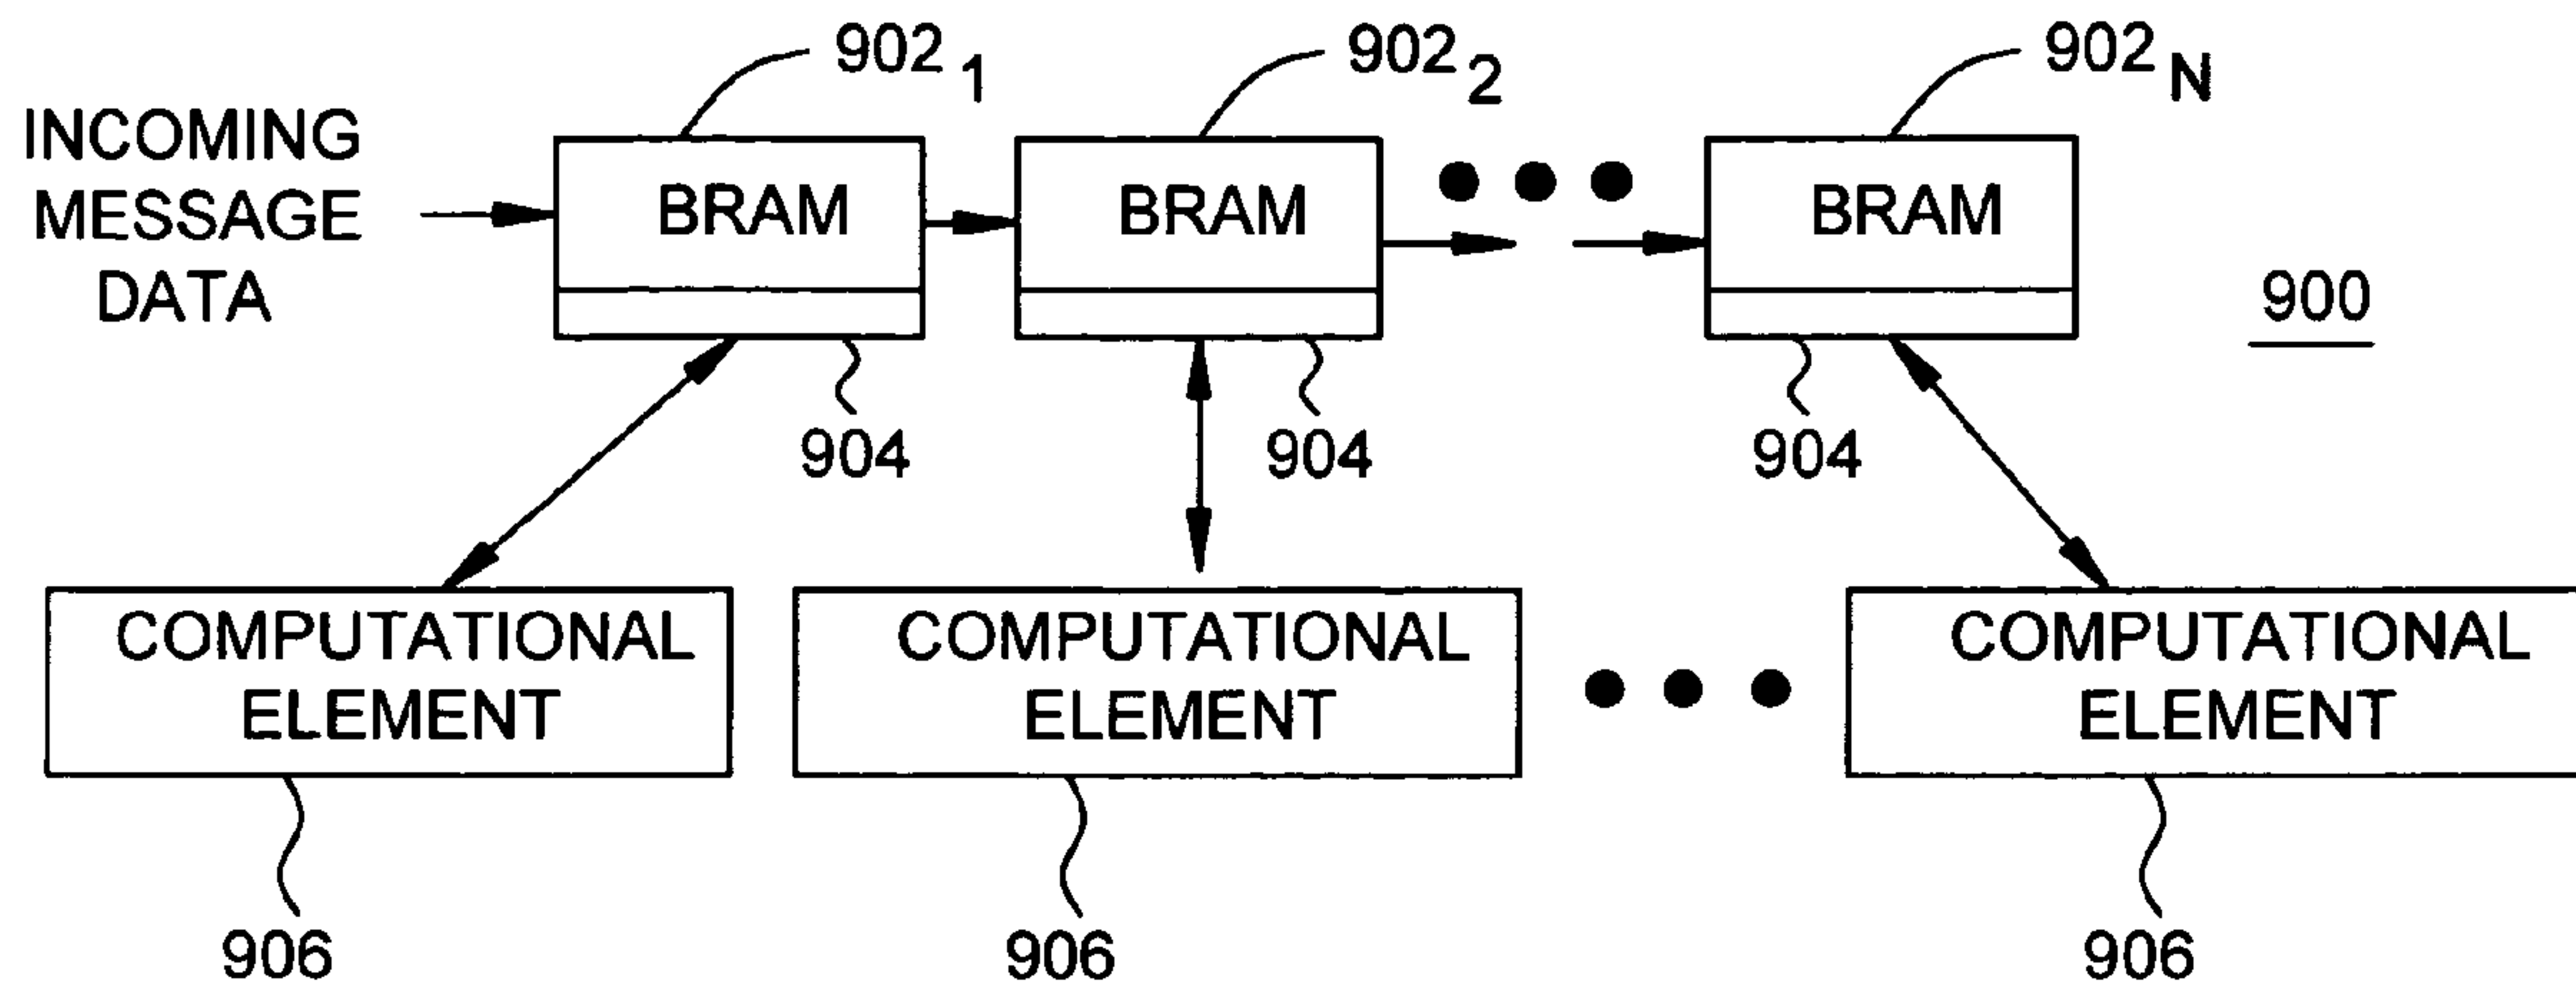 902 1
902 2
902 N
INCOMING
MESSAGE
DATA
BRAM
BRAM
BRAM
900
904
904
904
COMPUTATIONAL
ELEMENT
COMPUTATIONAL
ELEMENT
COMPUTATIONAL
ELEMENT
906
906
906